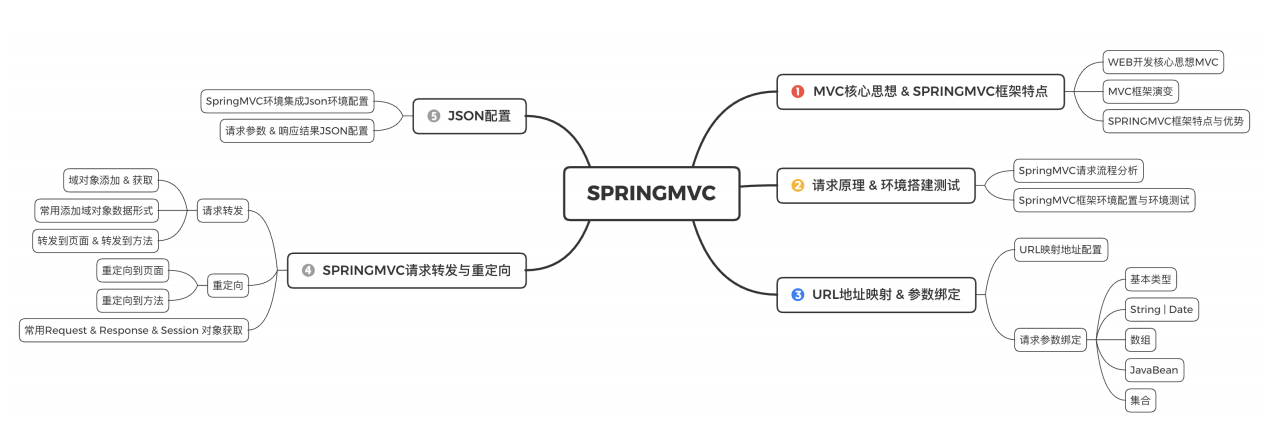 SPRINGMVC
1 MVC核心思想 & SPRINGMVC框架特点
WEB开发核心思想MVC
MVC框架演变
SPRINGMVC框架特点与优势
2 请求原理 & 环境搭建测试
SpringMVC请求流程分析
SpringMVC框架环境配置与环境测试
3 URL地址映射 & 参数绑定
URL映射地址配置
请求参数绑定
基本类型
String | Date
数组
JavaBean
集合
4 SPRINGMVC请求转发与重定向
请求转发
域对象添加 & 获取
常用添加域对象数据形式
转发到页面 & 转发到方法
重定向
重定向到页面
重定向到方法
常用Request & Response & Session 对象获取
5 JSON配置
SpringMVC环境集成Json环境配置
请求参数 & 响应结果JSON配置